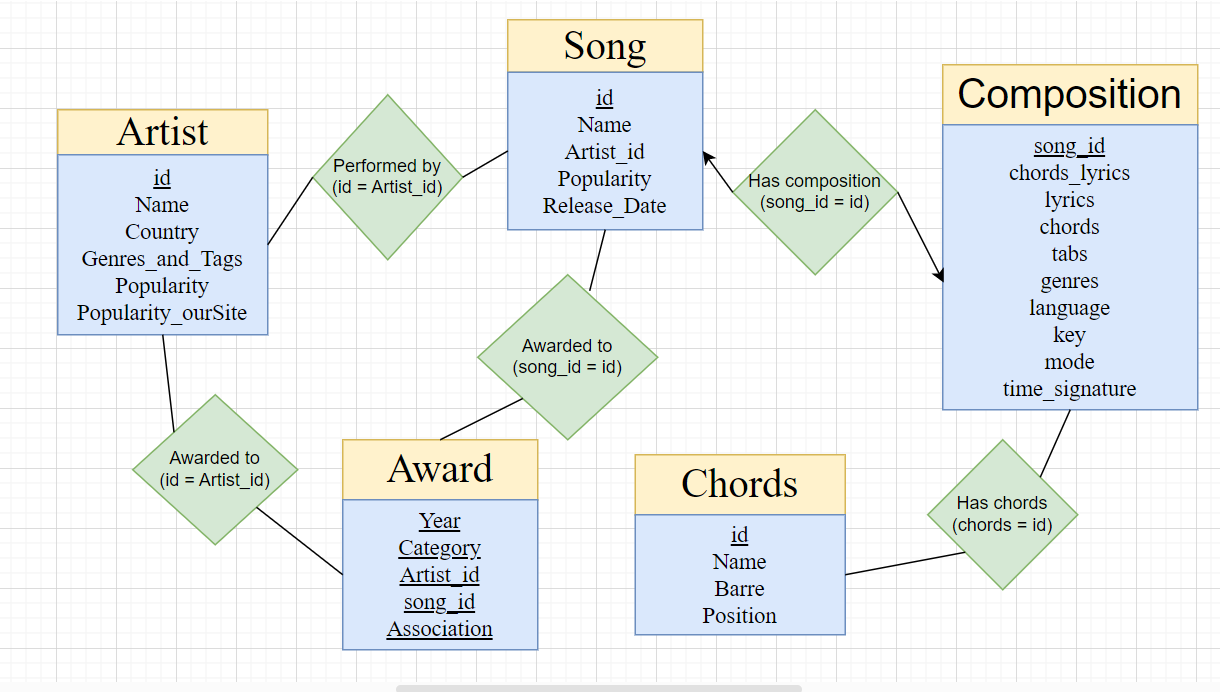 Song
id
Name
Artist_id
Popularity
Release_Date
Composition
song_id
chords_lyrics
lyrics
chords
tabs
genres
language
key
mode
time_signature
Artist
id
Name
Country
Genres_and_Tags
Popularity
Popularity_ourSite
Performed by
(id = Artist_id)
Has composition
(song_id = id)
Awarded to
(song_id = id)
Awarded to
(id = Artist_id)
Award
Year
Category
Artist_id
song_id
Association
Chords
id
Name
Barre
Position
Has chords
(chords = id)